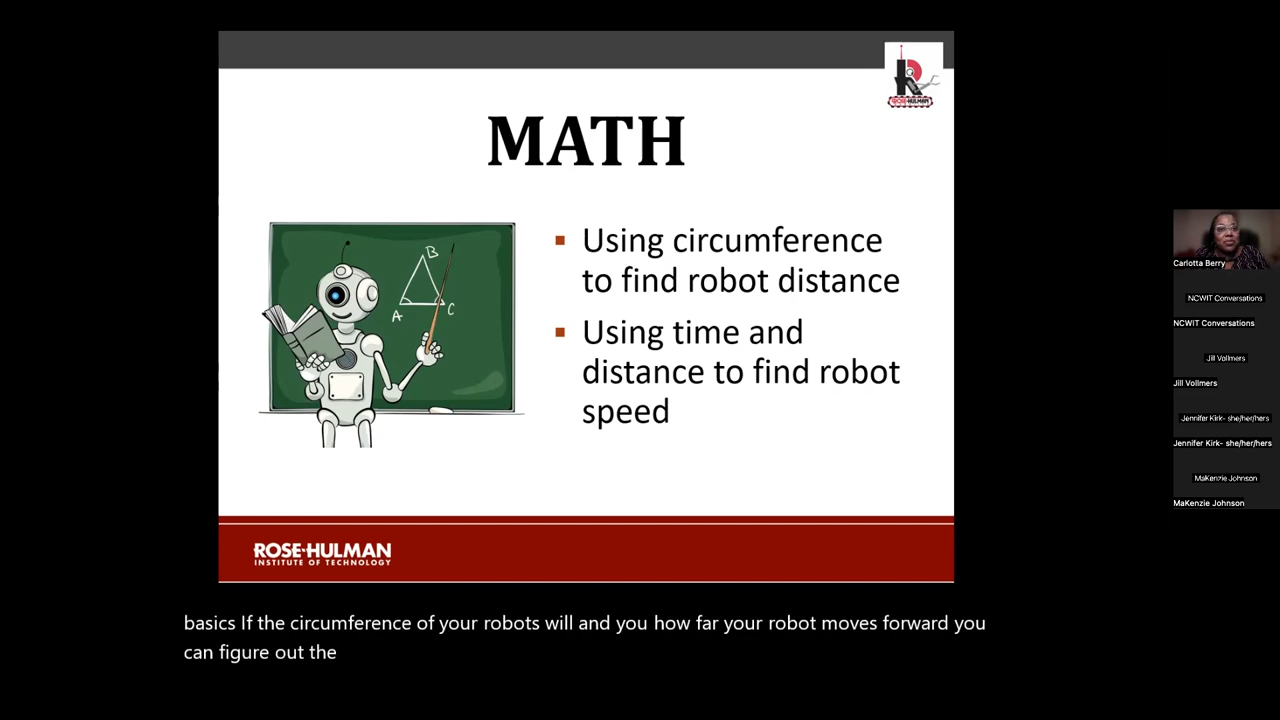 MATH
Using circumference
to find robot distance
Using time and
distance to find robot
speed
B
A
C
ROSE-HULMAN
ROSE-HULMAN
INSTITUTE OF TECHNOLOGY
basics If the circumference of your robots will and you how far your robot moves forward you
can figure out the
Carlotta Berry
NCWIT Conversations
NCWIT Conversations
Jill Vollmers
Jill Vollmers
Jennifer Kirk- she/her/hers
Jennifer Kirk- she/her/hers
MaKenzie Johnson
MaKenzie Johnson